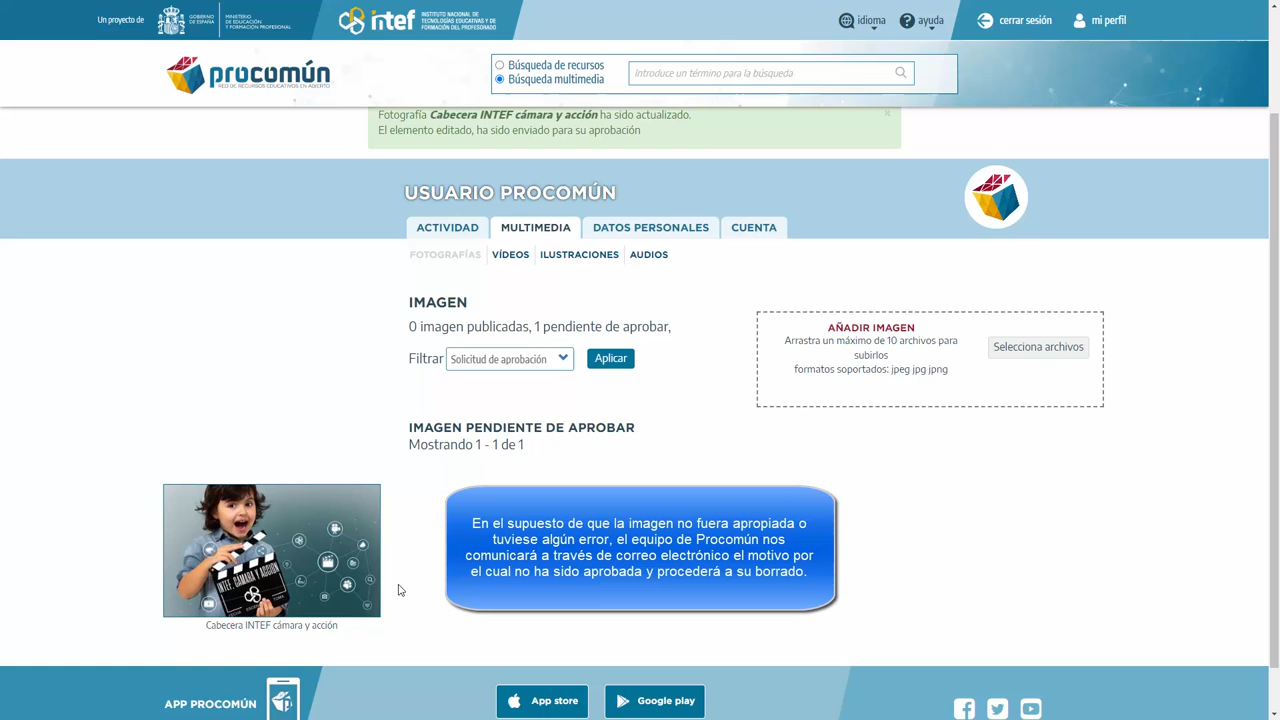 Un proyecto de
GOBIERNO
DE ESPAÑA
MINISTERIO
DE EDUCACIÓN
Y FORMACIÓN PROFESIONAL
intef
INSTITUTO NACIONAL DE
TECNOLOGÍAS EDUCATIVAS Y
DE FORMACIÓN DEL PROFESORADO
idioma
ayuda
cerrar sesión
mi perfil
procomún
RED DE RECURSOS EDUCATIVOS EN ABIERTO
Búsqueda de recursos
Búsqueda multimedia
Introduce un término para la búsqueda
Fotografía Cabecera INTEF cámara y acción ha sido actualizado.
El elemento editado, ha sido enviado para su aprobación
×
USUARIO PROCOMÚN
ACTIVIDAD
MULTIMEDIA
DATOS PERSONALES
CUENTA
FOTOGRAFÍAS
VÍDEOS
ILUSTRACIONES
AUDIOS
IMAGEN
0 imagen publicadas, 1 pendiente de aprobar,
Filtrar
Solicitud de aprobación
Aplicar
AÑADIR IMAGEN
Arrastra un máximo de 10 archivos para
subirlos
formatos soportados: jpeg jpg jpng
Selecciona archivos
IMAGEN PENDIENTE DE APROBAR
Mostrando 1 - 1 de 1
INTEF, CÁMARA Y ACCIÓN
Cabecera INTEF cámara y acción
En el supuesto de que la imagen no fuera apropiada o
tuviese algún error, el equipo de Procomún nos
comunicará a través de correo electrónico el motivo por
el cual no ha sido aprobada y procederá a su borrado.
APP PROCOMÚN
App store
Google play